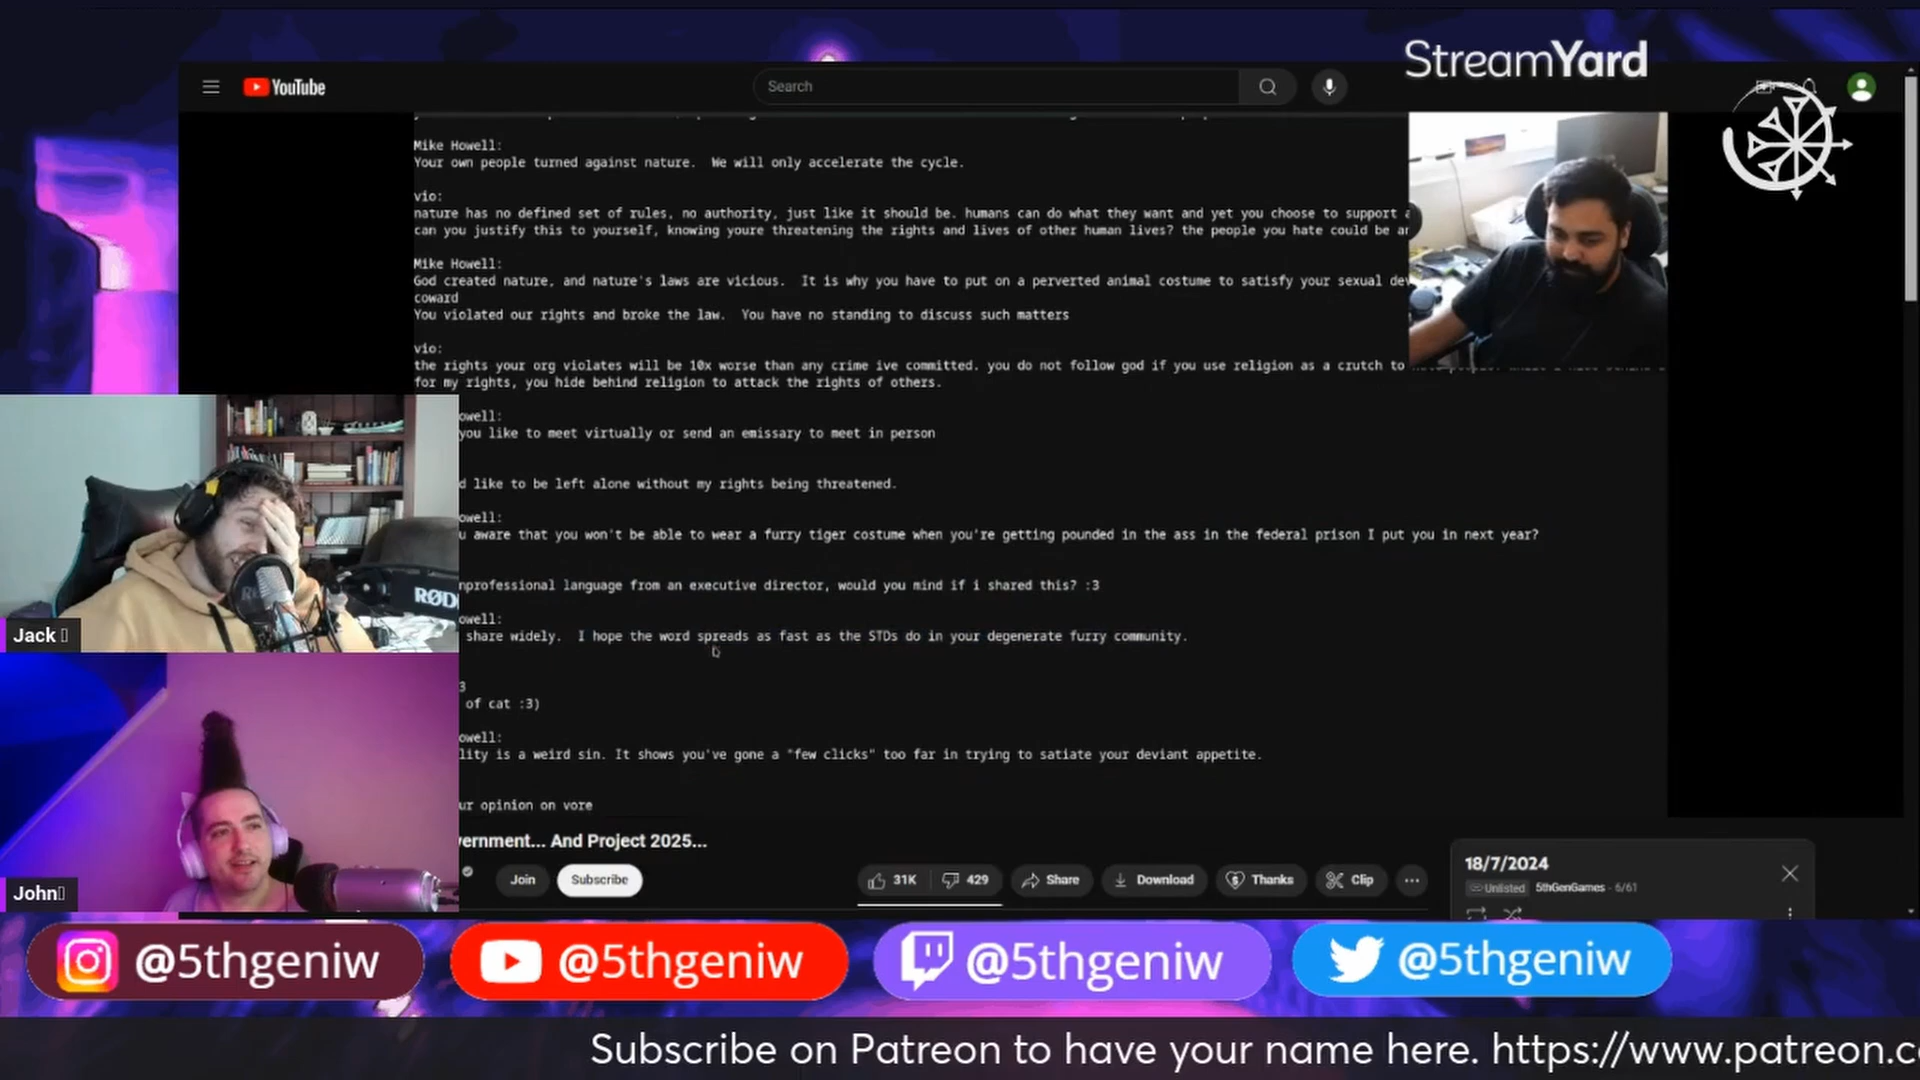 StreamYard
YouTube
Search
Mike Howell:
Your own people turned against nature.  We will only accelerate the cycle.
vio:
nature has no defined set of rules, no authority, just like it should be. humans can do what they want and yet you choose to support
can you justify this to yourself, knowing youre threatening the rights and lives of other human lives? the people you hate could be
Mike Howell:
God created nature, and nature's laws are vicious.  It is why you have to put on a perverted animal costume to satisfy your sexual
coward
You violated our rights and broke the law.  You have no standing to discuss such matters
vio:
the rights your org violates will be 10x worse than any crime ive committed. you do not follow god if you use religion as a crutch to
for my rights, you hide behind religion to attack the rights of others.
owell:
you like to meet virtually or send an emissary to meet in person
d like to be left alone without my rights being threatened.
owell:
u aware that you won't be able to wear a furry tiger costume when you're getting pounded in the ass in the federal prison I put you in next year?
nprofessional language from an executive director, would you mind if i shared this? :3
owell:
share widely.  I hope the word spreads as fast as the STDs do in your degenerate furry community.
3
of cat :3)
owell:
lity is a weird sin. It shows you've gone a "few clicks" too far in trying to satiate your deviant appetite.
ur opinion on vore
RØDE
Jack
John
vernment... And Project 2025...
Join
Subscribe
31K
429
Share
Download
Thanks
Clip
18/7/2024
Unlisted
5thGenGames - 6/61
@5thgeniw
@5thgeniw
@5thgeniw
@5thgeniw
Subscribe on Patreon to have your name here. https://www.patreon.c